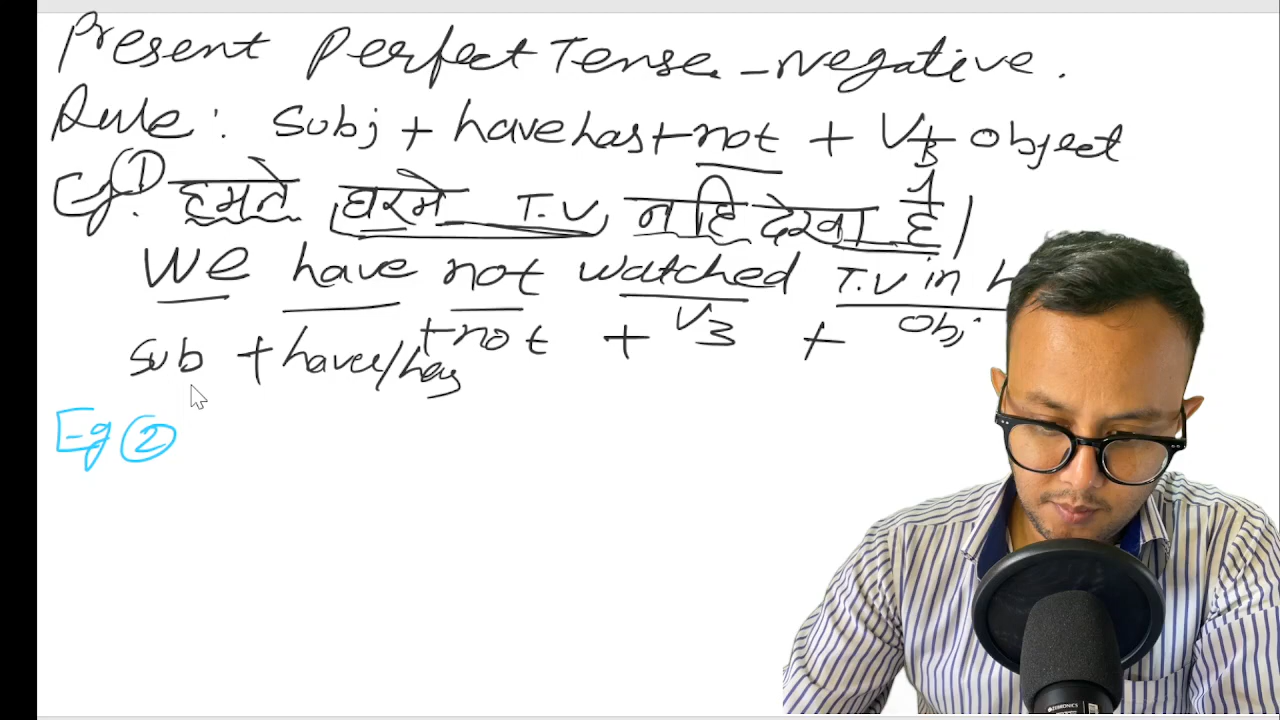 Present Perfect Tense - negative.
Rule: Subj + have has + not + V3 + object
Eg. ① हमने घरमे T.V नहि देखा है।
We have not watched T.V in
Sub + have/has + not + V3 + Obj
Eg ②